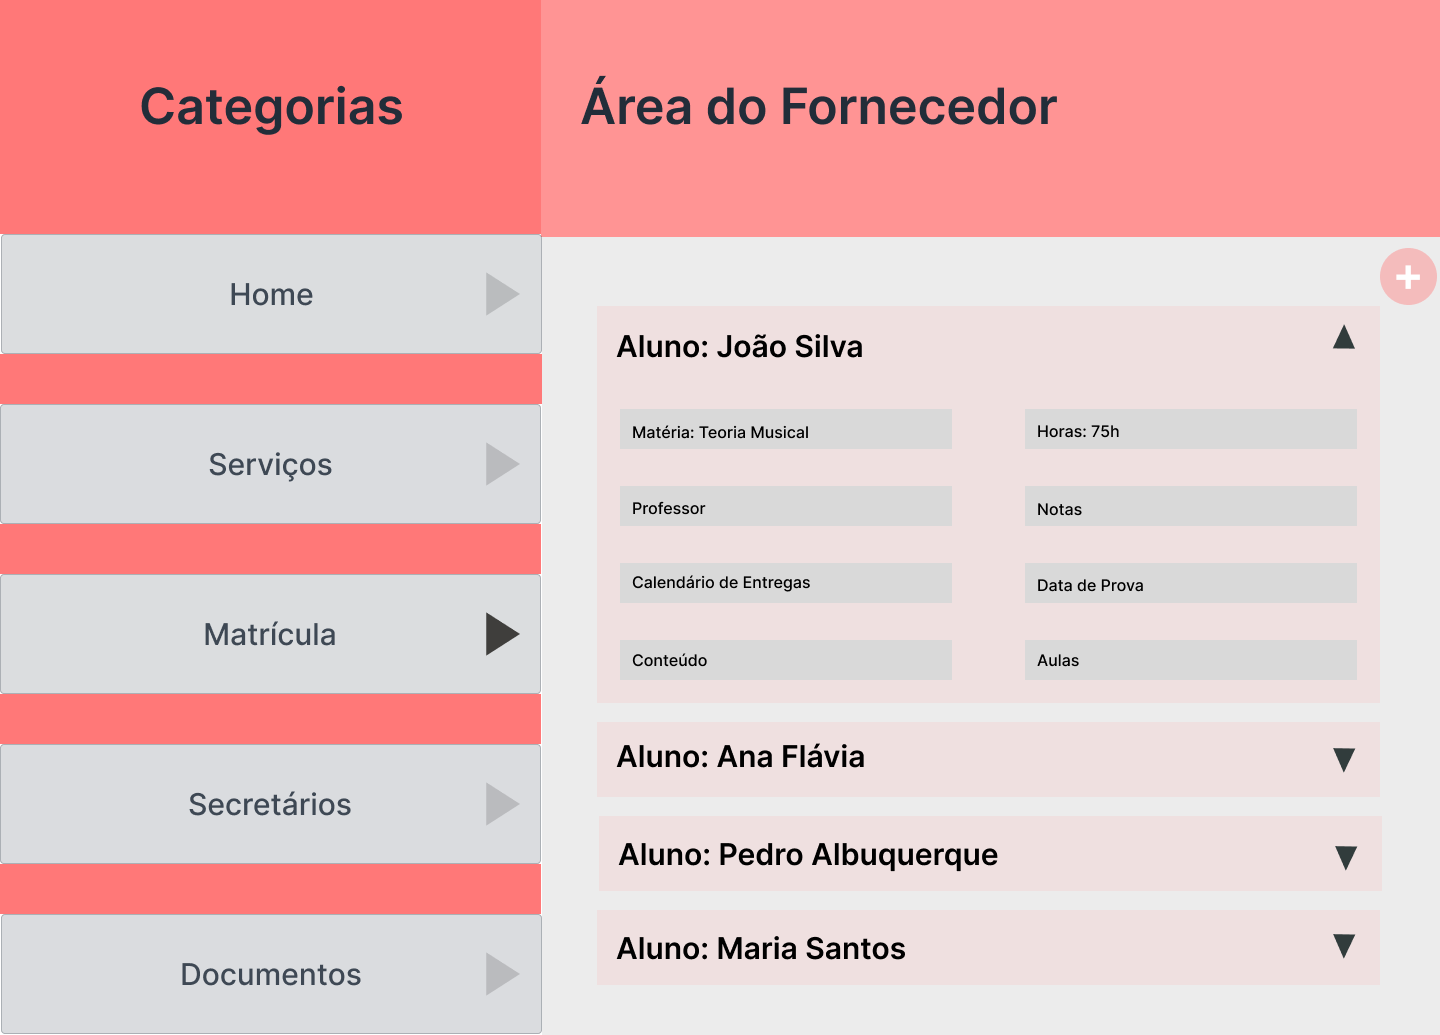 Categorias
Área do Fornecedor
Home
Serviços
Matrícula
Secretários
Documentos
+
Aluno: João Silva
Matéria: Teoria Musical
Horas: 75h
Professor
Notas
Calendário de Entregas
Data de Prova
Conteúdo
Aulas
Aluno: Ana Flávia
Aluno: Pedro Albuquerque
Aluno: Maria Santos